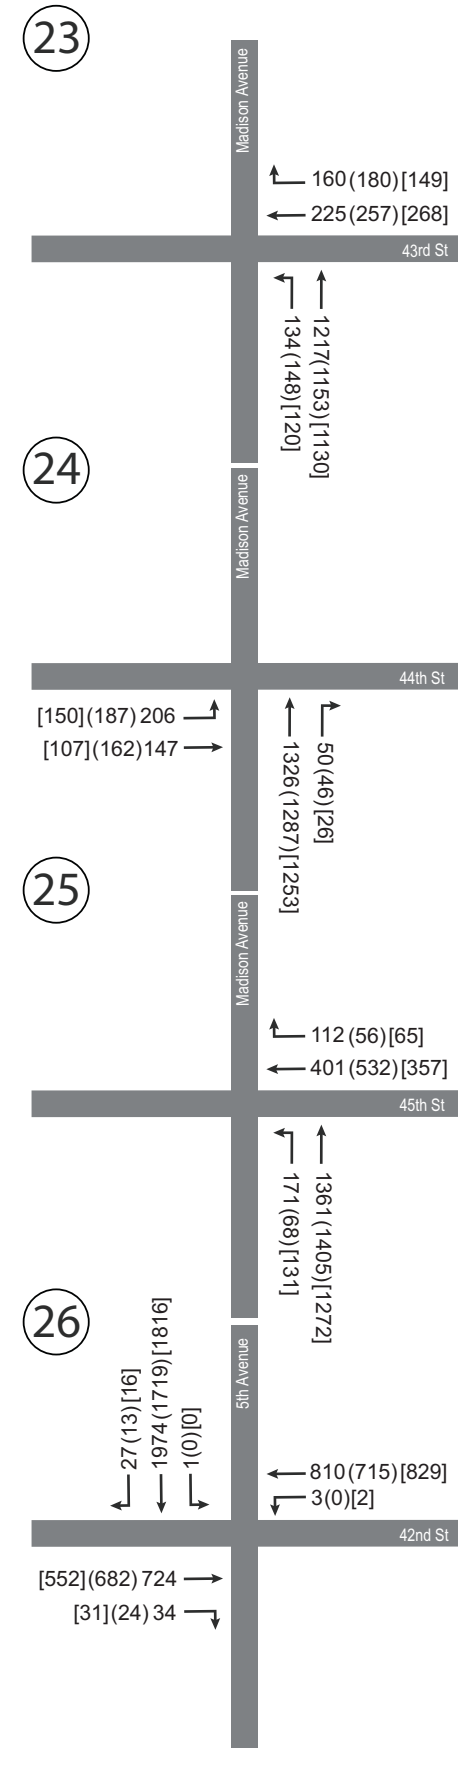 23
Madison Avenue
160 (180) [149]
225 (257) [268]
43rd St
134 (148) [120]
1217 (1153) [1130]
24
Madison Avenue
44th St
[150] (187) 206
[107] (162) 147
1326 (1287) [1253]
50 (46) [26]
25
Madison Avenue
112 (56) [65]
401 (532) [357]
45th St
171 (68) [131]
1361 (1405) [1272]
26
27 (13) [16]
1974 (1719) [1816]
1 (0) [0]
5th Avenue
810 (715) [829]
3 (0) [2]
42nd St
[552] (682) 724
[31] (24) 34